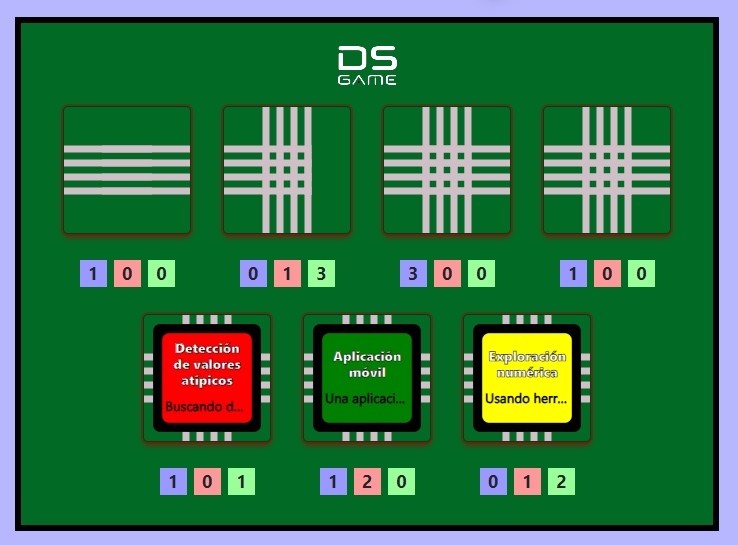 DS
GAME
1 0 0
0 1 3
3 0 0
1 0 0
Detección
de valores
atípicos
Buscando d...
Aplicación
móvil
Una aplicaci...
Exploración
numérica
Usando herr...
1 0 1
1 2 0
0 1 2